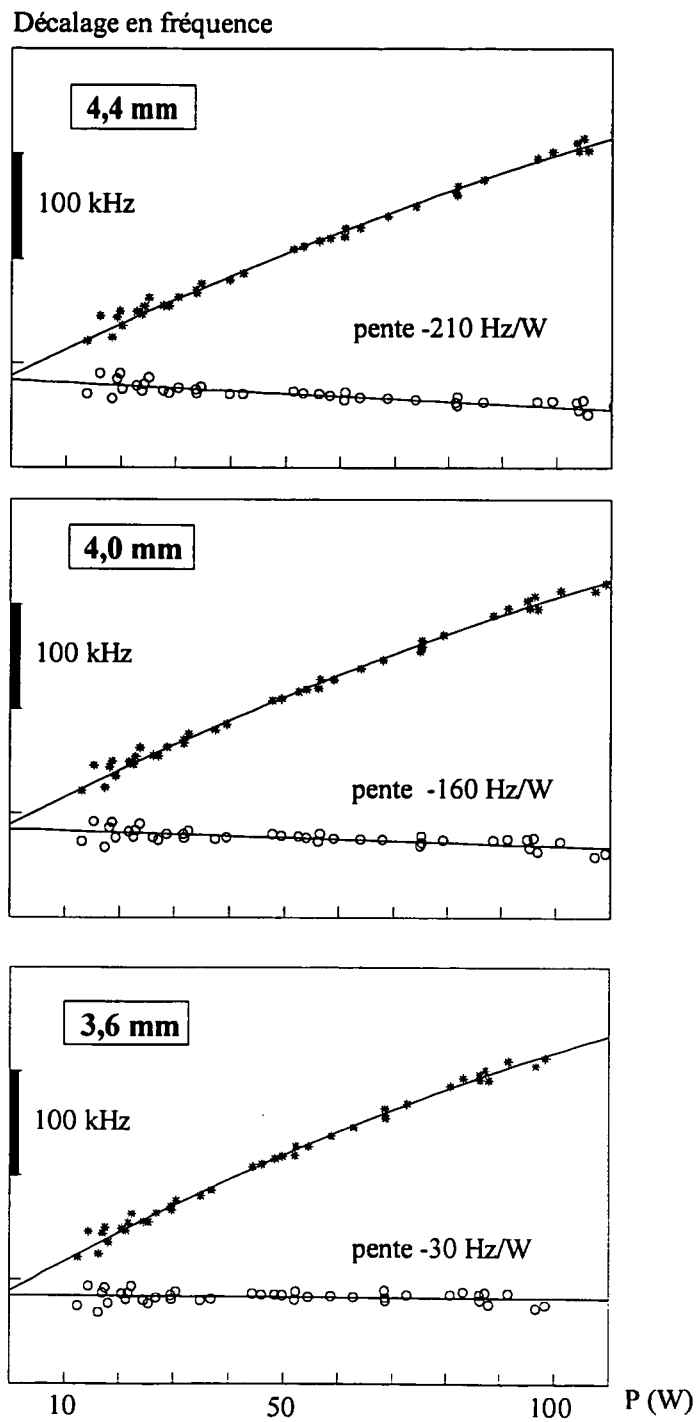 Décalage en fréquence
4,4 mm
100 kHz
pente -210 Hz/W
4,0 mm
100 kHz
pente -160 Hz/W
3,6 mm
100 kHz
pente -30 Hz/W
10 50 100 P (W)